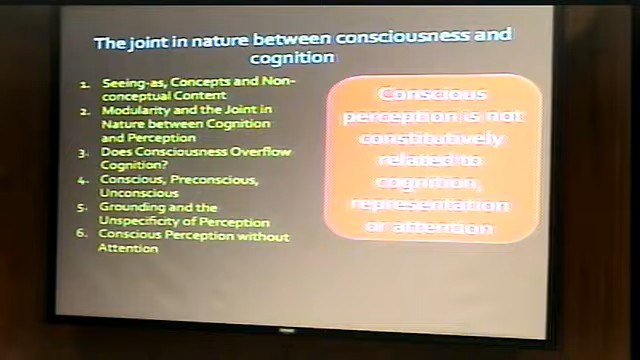 The joint in nature between consciousness and
cognition
1. Seeing-as, Concepts and Non-
conceptual Content
2. Modularity and the Joint in
Nature between Cognition
and Perception
3. Does Consciousness Overflow
Cognition?
4. Conscious, Preconscious,
Unconscious
5. Grounding and the
Unspecificity of Perception
6. Conscious Perception without
Attention
Conscious
perception is not
constitutively
related to
cognition,
representation
or attention